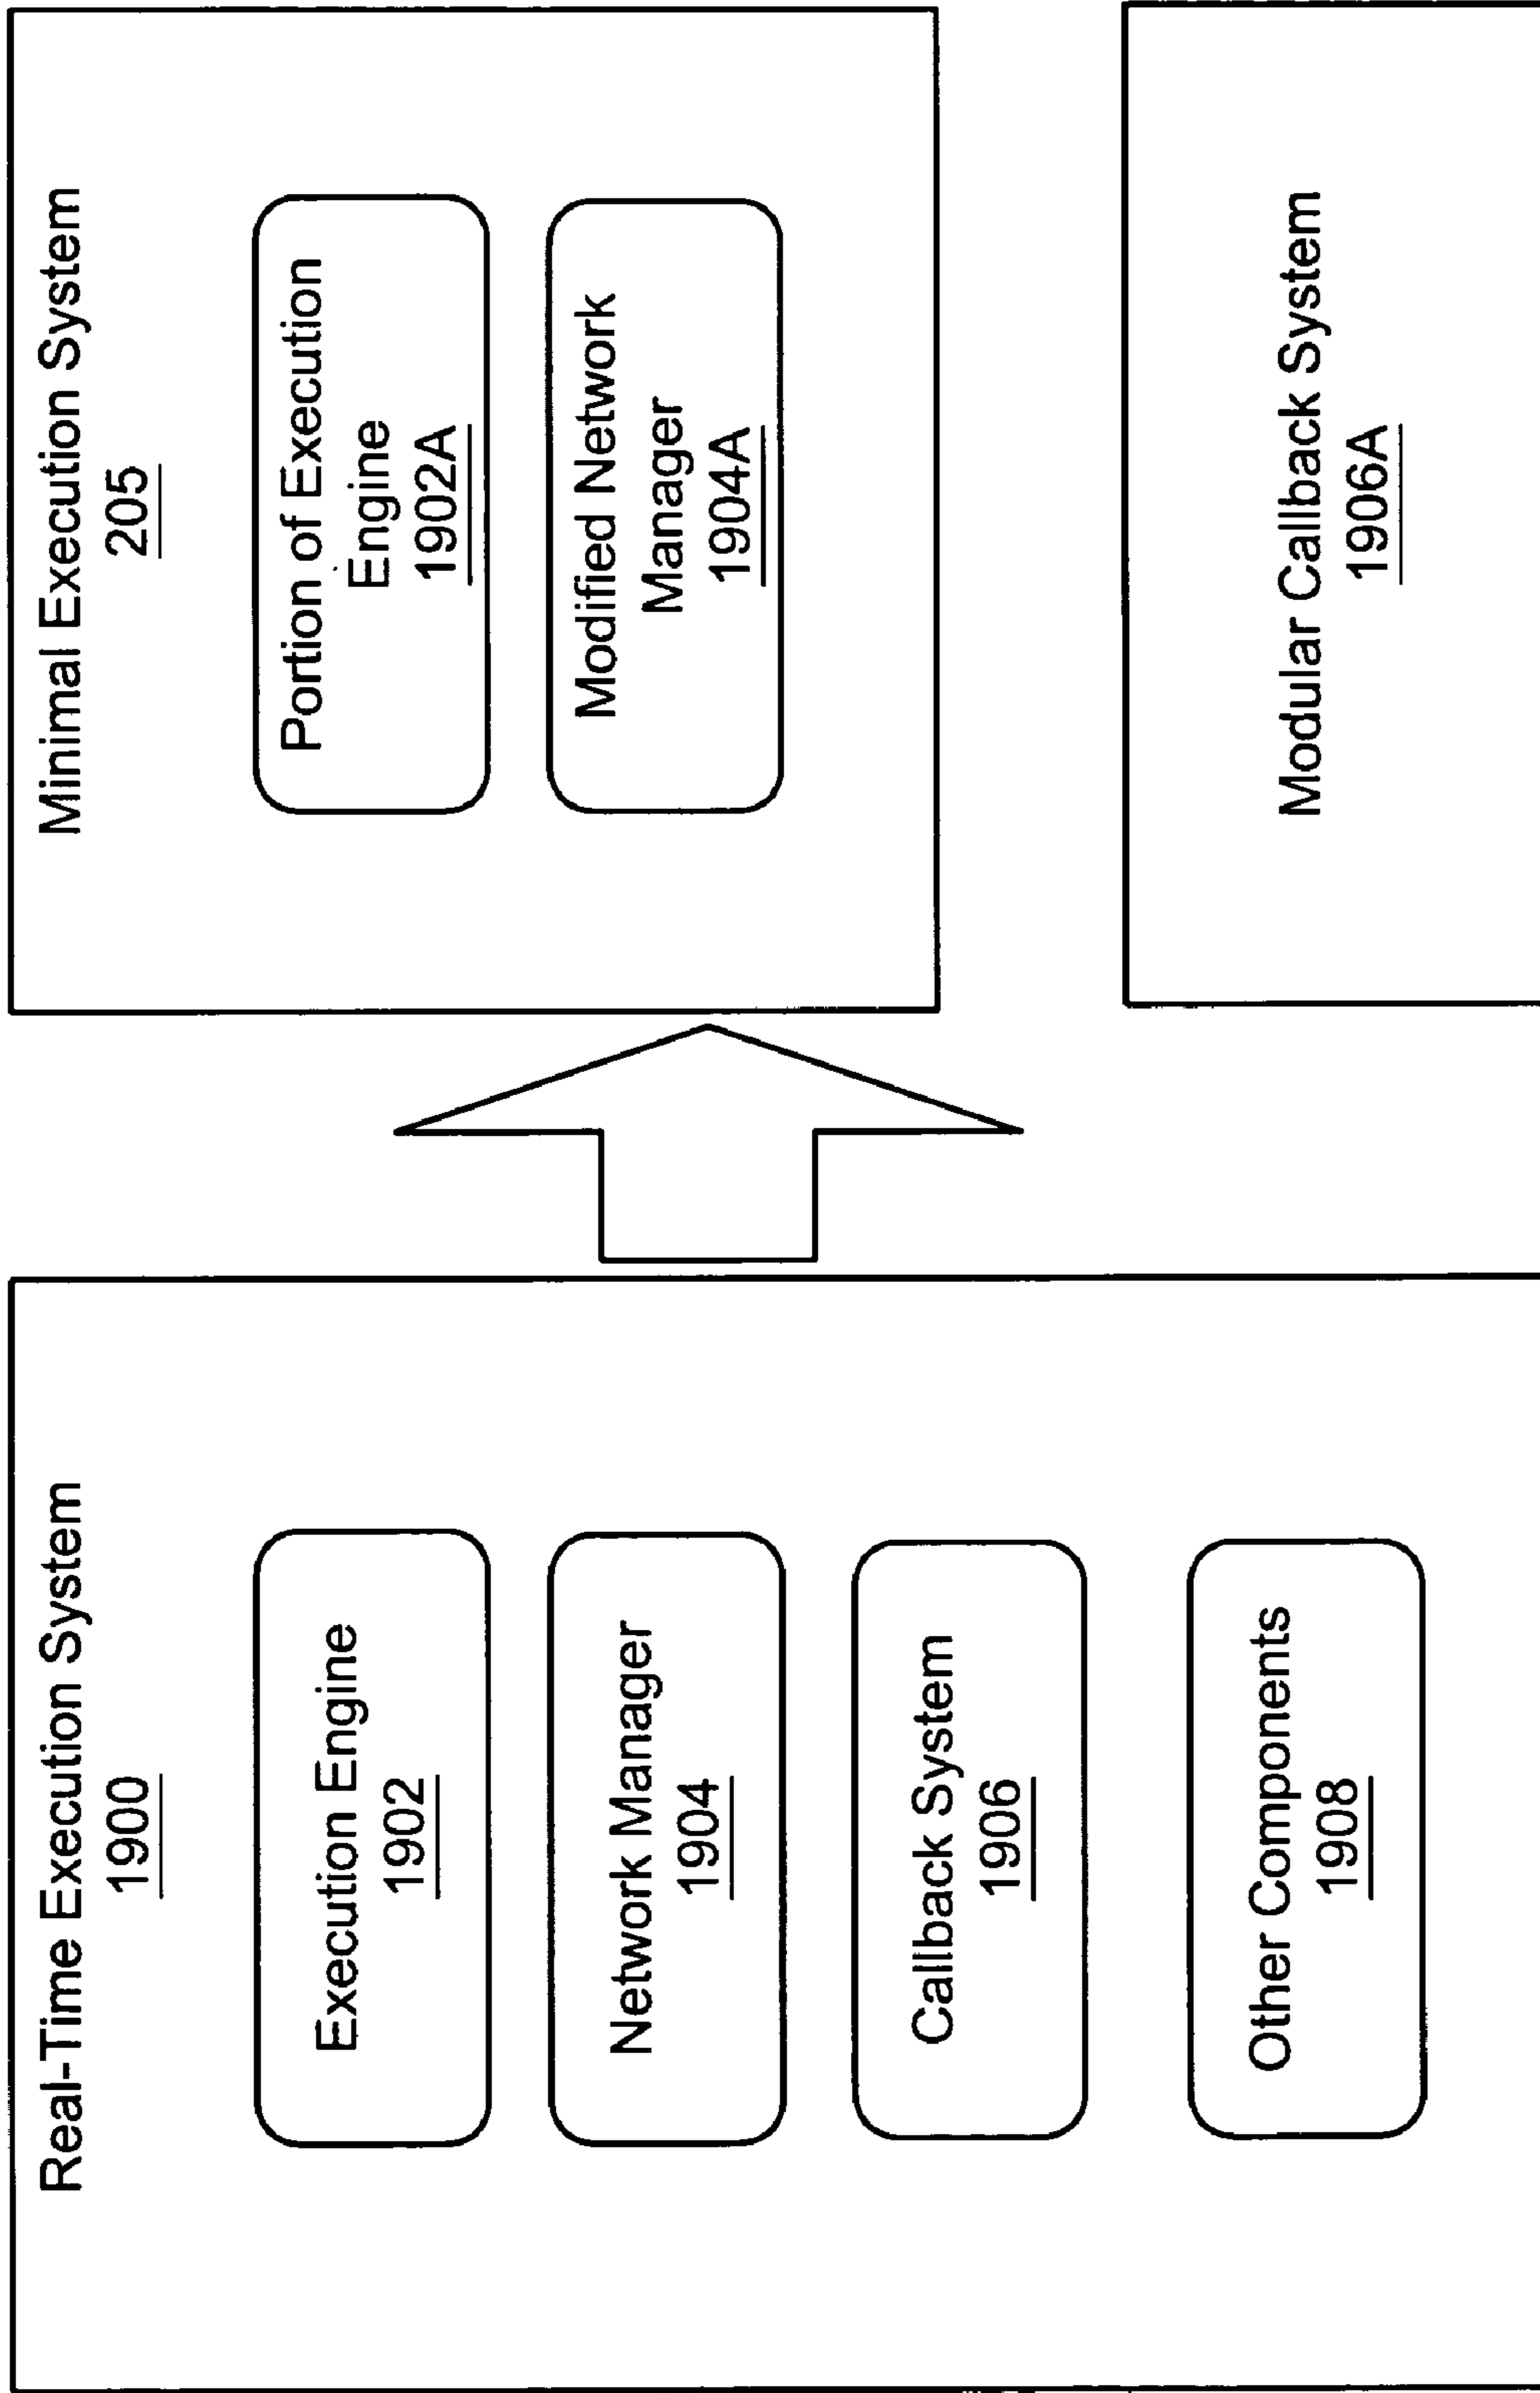 Real-Time Execution System
1900
Execution Engine
1902
Network Manager
1904
Callback System
1906
Other Components
1908
Minimal Execution System
205
Portion of Execution
Engine
1902A
Modified Network
Manager
1904A
Modular Callback System
1906A